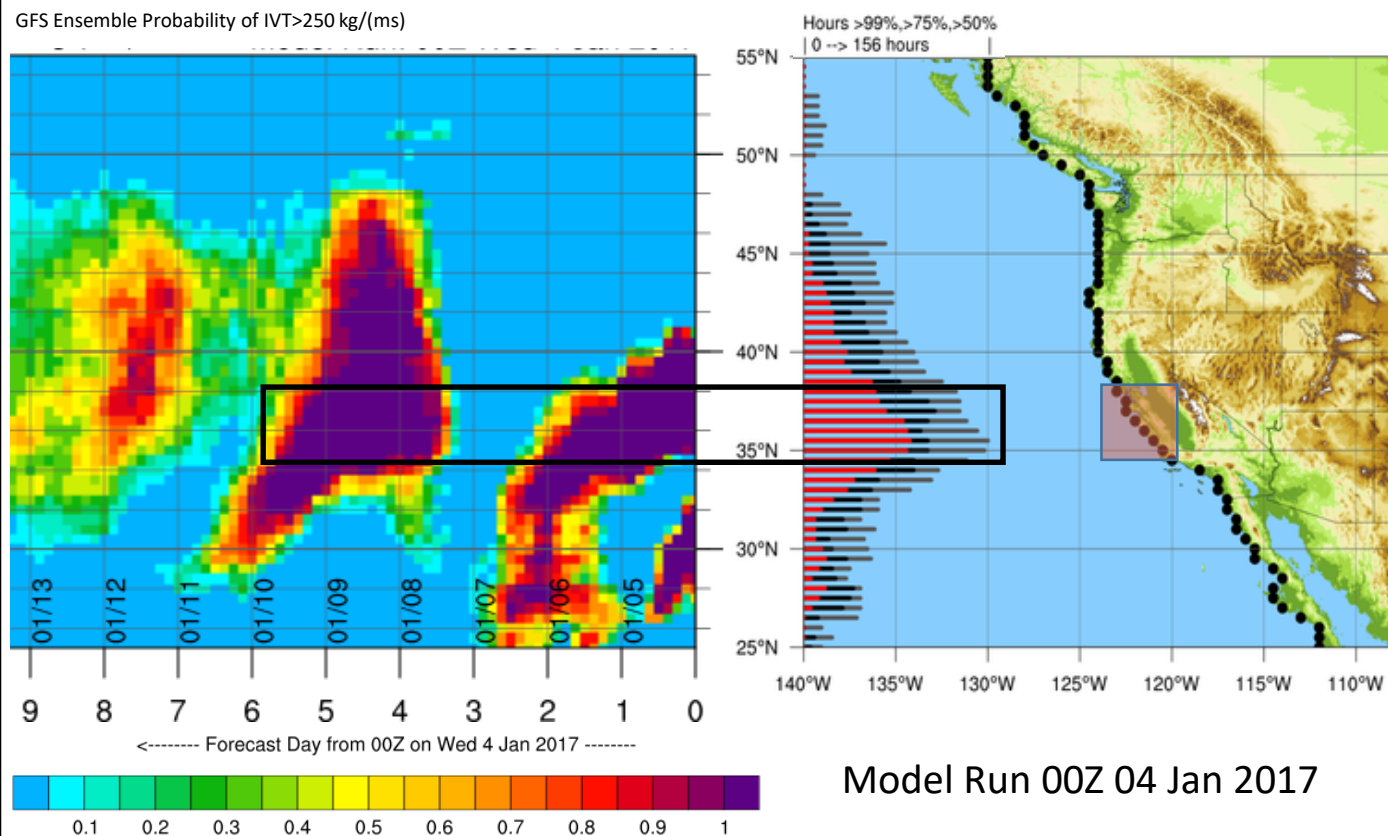 GFS Ensemble Probability of IVT>250 kg/(ms)
Hours >99%,>75%,>50%
| 0 --> 156 hours |
55°N
50°N
45°N
40°N
35°N
30°N
25°N
01/13 01/12 01/11 01/10 01/09 01/08 01/07 01/06 01/05
140°W 135°W 130°W 125°W 120°W 115°W 110°W
9 8 7 6 5 4 3 2 1 0
<-------- Forecast Day from 00Z on Wed 4 Jan 2017 --------
Model Run 00Z 04 Jan 2017
0.1 0.2 0.3 0.4 0.5 0.6 0.7 0.8 0.9 1